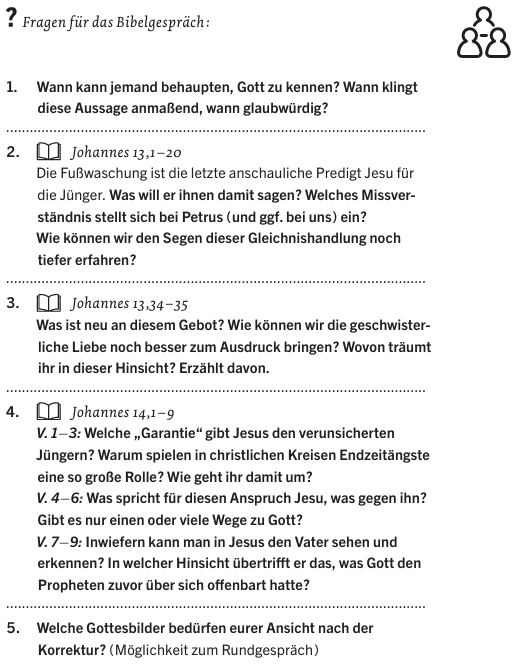 ? Fragen für das Bibelgespräch:
1. Wann kann jemand behaupten, Gott zu kennen? Wann klingt
diese Aussage anmaßend, wann glaubwürdig?
2. Johannes 13,1–20
Die Fußwaschung ist die letzte anschauliche Predigt Jesu für
die Jünger. Was will er ihnen damit sagen? Welches Missver-
ständnis stellt sich bei Petrus (und ggf. bei uns) ein?
Wie können wir den Segen dieser Gleichnishandlung noch
tiefer erfahren?
3. Johannes 13,34–35
Was ist neu an diesem Gebot? Wie können wir die geschwister-
liche Liebe noch besser zum Ausdruck bringen? Wovon träumt
ihr in dieser Hinsicht? Erzählt davon.
4. Johannes 14,1–9
V. 1–3: Welche „Garantie“ gibt Jesus den verunsicherten
Jüngern? Warum spielen in christlichen Kreisen Endzeitängste
eine so große Rolle? Wie geht ihr damit um?
V. 4–6: Was spricht für diesen Anspruch Jesu, was gegen ihn?
Gibt es nur einen oder viele Wege zu Gott?
V. 7–9: Inwiefern kann man in Jesus den Vater sehen und
erkennen? In welcher Hinsicht übertrifft er das, was Gott den
Propheten zuvor über sich offenbart hatte?
5. Welche Gottesbilder bedürfen eurer Ansicht nach der
Korrektur? (Möglichkeit zum Rundgespräch)